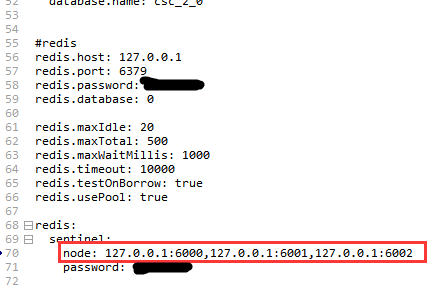 52 database.name: csc_2_0
53
54
55 #redis
56 redis.host: 127.0.0.1
57 redis.port: 6379
58 redis.password:
59 redis.database: 0
60
61 redis.maxIdle: 20
62 redis.maxTotal: 500
63 redis.maxWaitMillis: 1000
64 redis.timeout: 10000
65 redis.testOnBorrow: true
66 redis.usePool: true
67
68 redis:
69 sentinel:
70 node: 127.0.0.1:6000,127.0.0.1:6001,127.0.0.1:6002
71 password:
72